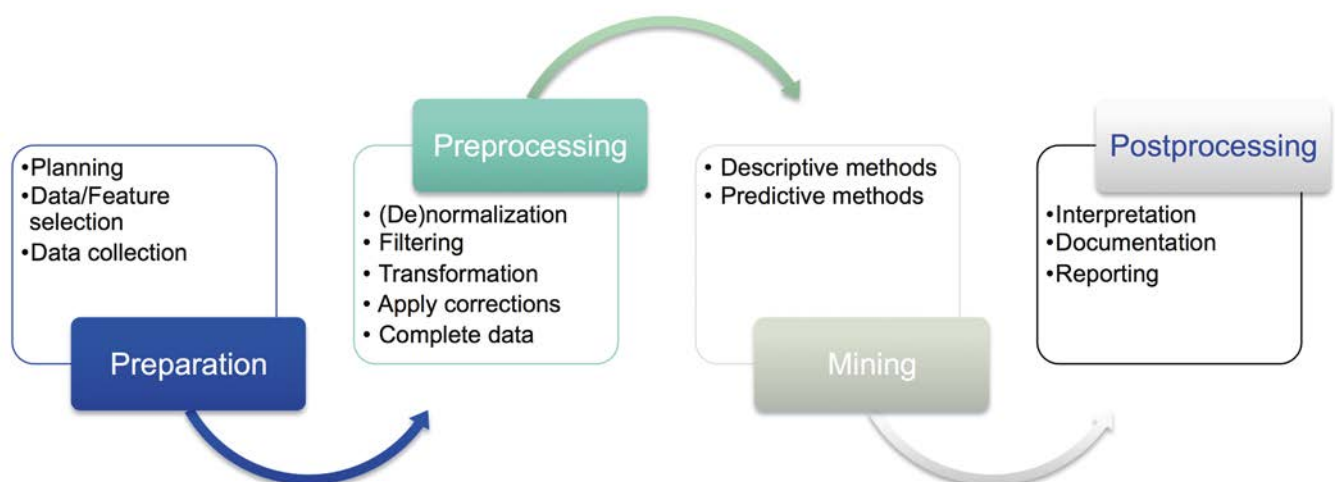 •Planning
•Data/Feature
selection
•Data collection
Preparation
Preprocessing
• (De)normalization
• Filtering
• Transformation
• Apply corrections
• Complete data
• Descriptive methods
• Predictive methods
Mining
Postprocessing
•Interpretation
•Documentation
•Reporting